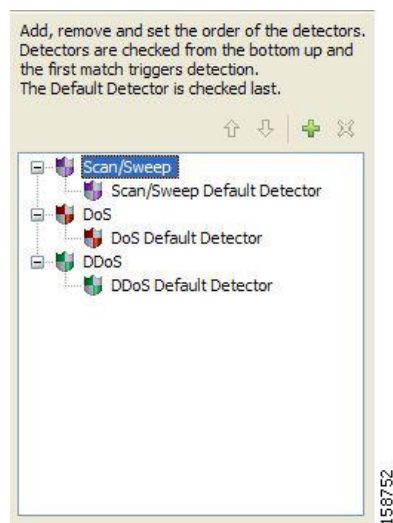 Add, remove and set the order of the detectors.
Detectors are checked from the bottom up and
the first match triggers detection.
The Default Detector is checked last.
Scan/Sweep
Scan/Sweep Default Detector
DoS
DoS Default Detector
DDoS
DDoS Default Detector
158752